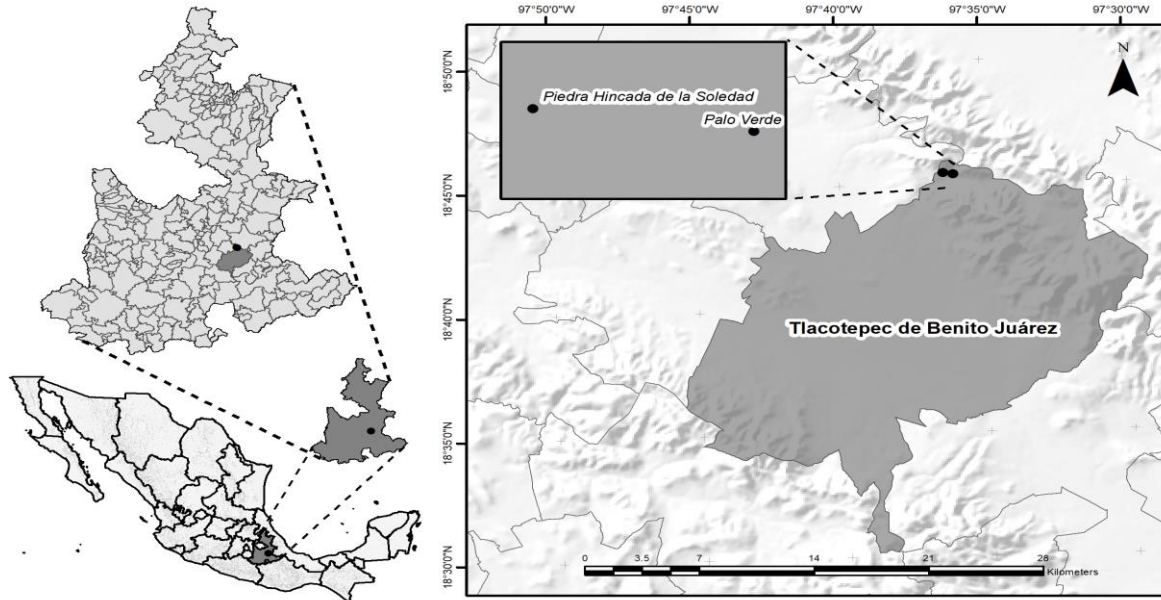 97°50'0"W
97°45'0"W
97°40'0"W
97°35'0"W
97°30'0"W
18°50'0"N
18°45'0"N
18°40'0"N
18°35'0"N
18°30'0"N
N
Piedra Hincada de la Soledad
Palo Verde
Tlacotepec de Benito Juárez
0 3.5 7 14 21 28
Kilometers